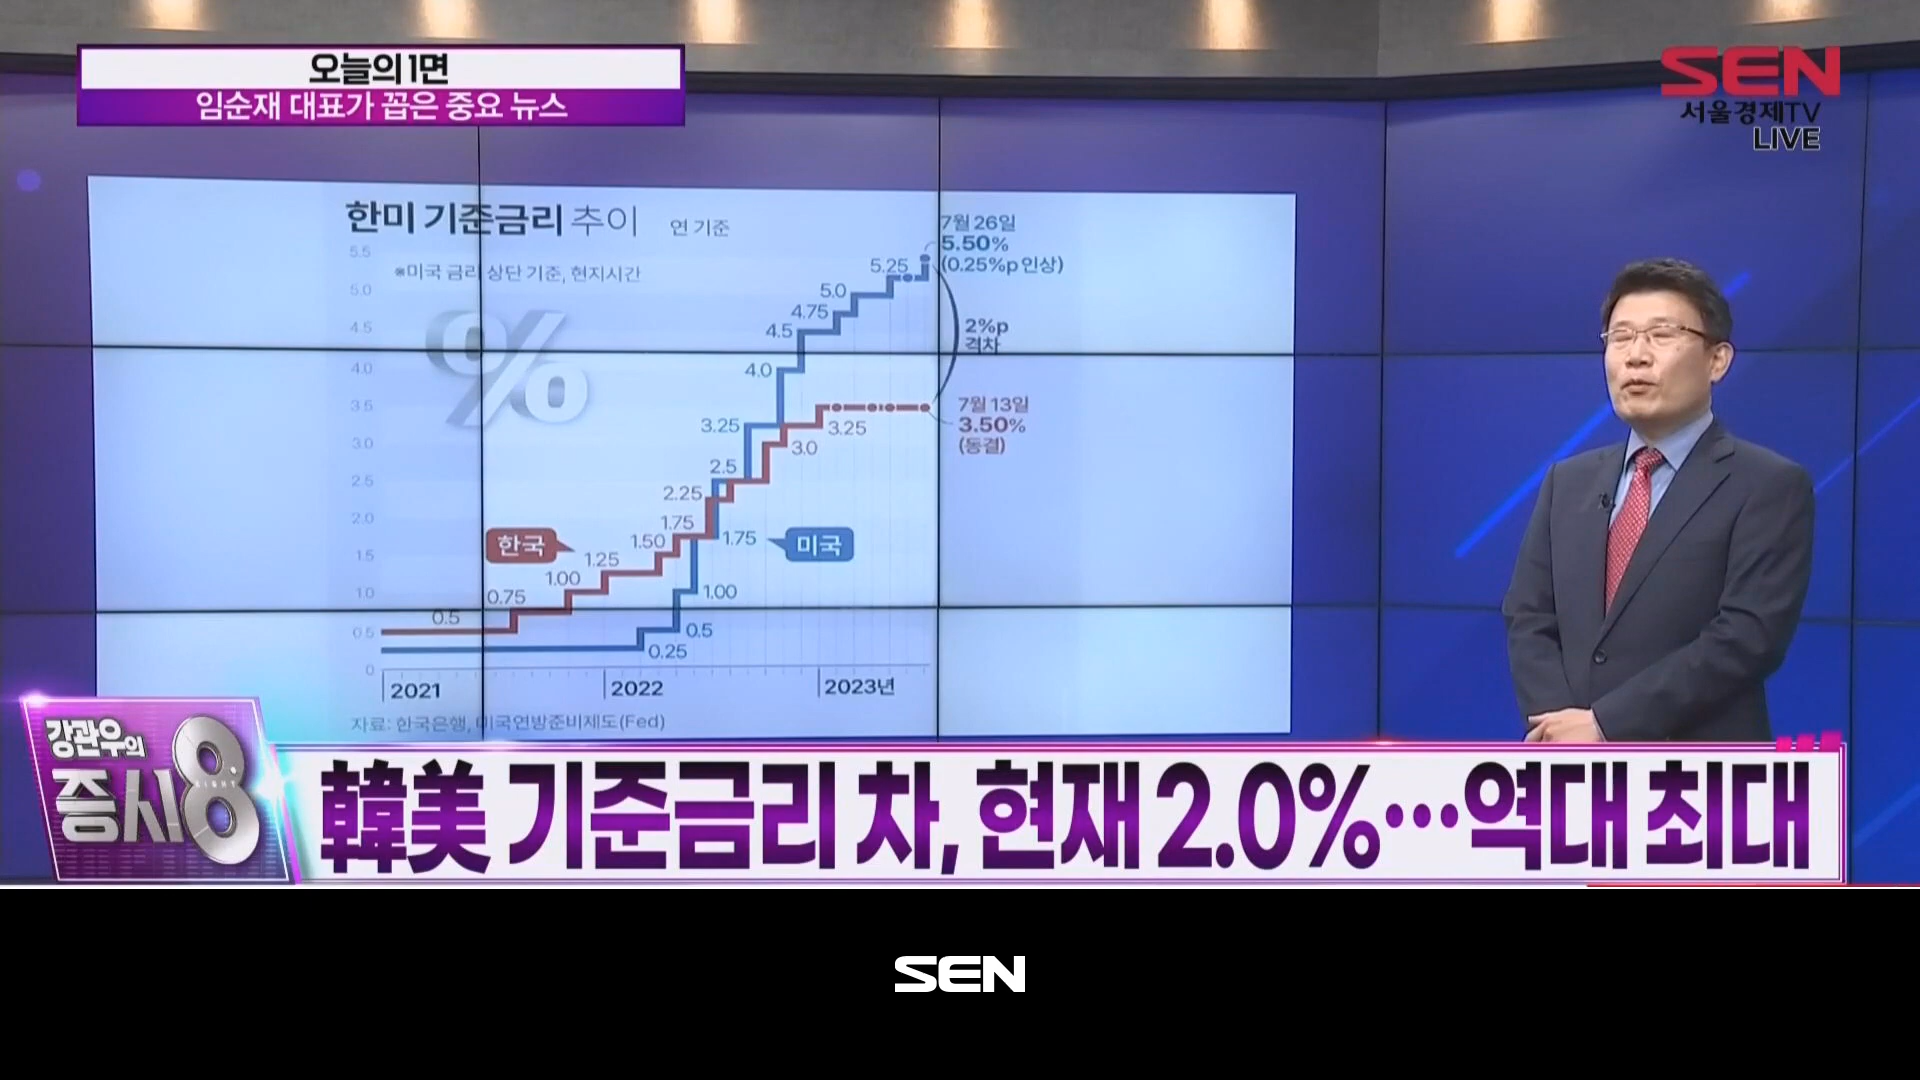 오늘의 1면
임순재 대표가 꼽은 중요 뉴스
SEN
서울경제TV
LIVE
한미 기준금리 추이 연 기준
※미국 금리 상단 기준, 현지시간
%
5.5
5.0
4.5
4.0
3.5
3.0
2.5
2.0
1.5
1.0
0.5
0
7월 26일
5.50%
(0.25%p 인상)
5.25
5.0
4.75
4.5
4.0
3.25
2.5
2.25
1.75
1.50
1.25
1.00
0.75
0.5
2%p
격차
7월 13일
3.50%
(동결)
3.25
3.0
한국
미국
1.75
1.00
0.5
0.25
2021 2022 2023년
자료: 한국은행, 미국연방준비제도(Fed)
강관우의
증시8
韓美 기준금리 차, 현재 2.0%…역대 최대
SEN